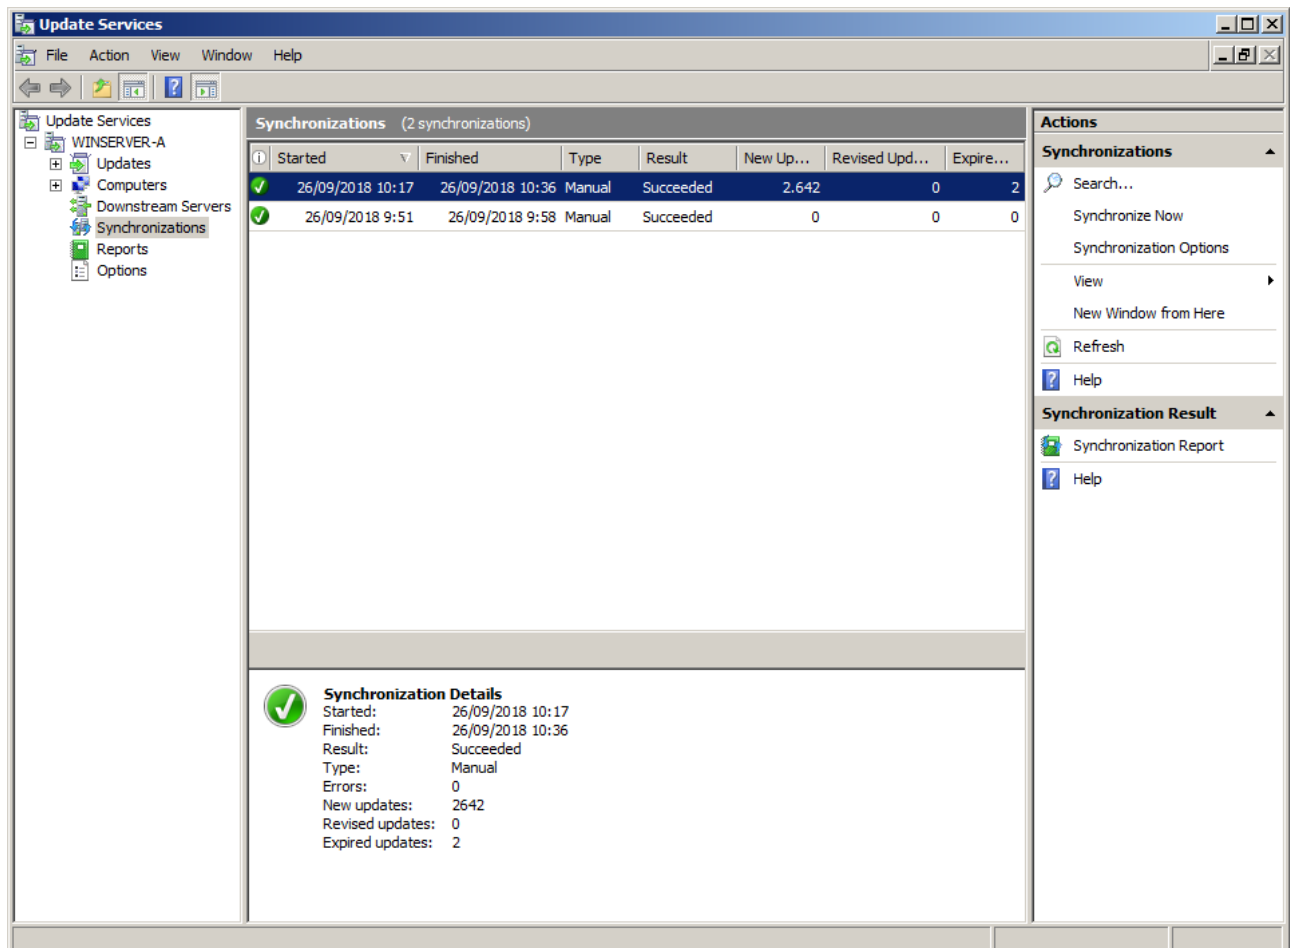 Update Services
File Action View Window Help
Update Services
WINSERVER-A
Updates
Computers
Downstream Servers
Synchronizations
Reports
Options
Synchronizations (2 synchronizations)
Started Finished Type Result New Up... Revised Upd... Expire...
26/09/2018 10:17 26/09/2018 10:36 Manual Succeeded 2.642 0 2
26/09/2018 9:51 26/09/2018 9:58 Manual Succeeded 0 0 0
Synchronization Details
Started: 26/09/2018 10:17
Finished: 26/09/2018 10:36
Result: Succeeded
Type: Manual
Errors: 0
New updates: 2642
Revised updates: 0
Expired updates: 2
Actions
Synchronizations
Search...
Synchronize Now
Synchronization Options
View
New Window from Here
Refresh
Help
Synchronization Result
Synchronization Report
Help